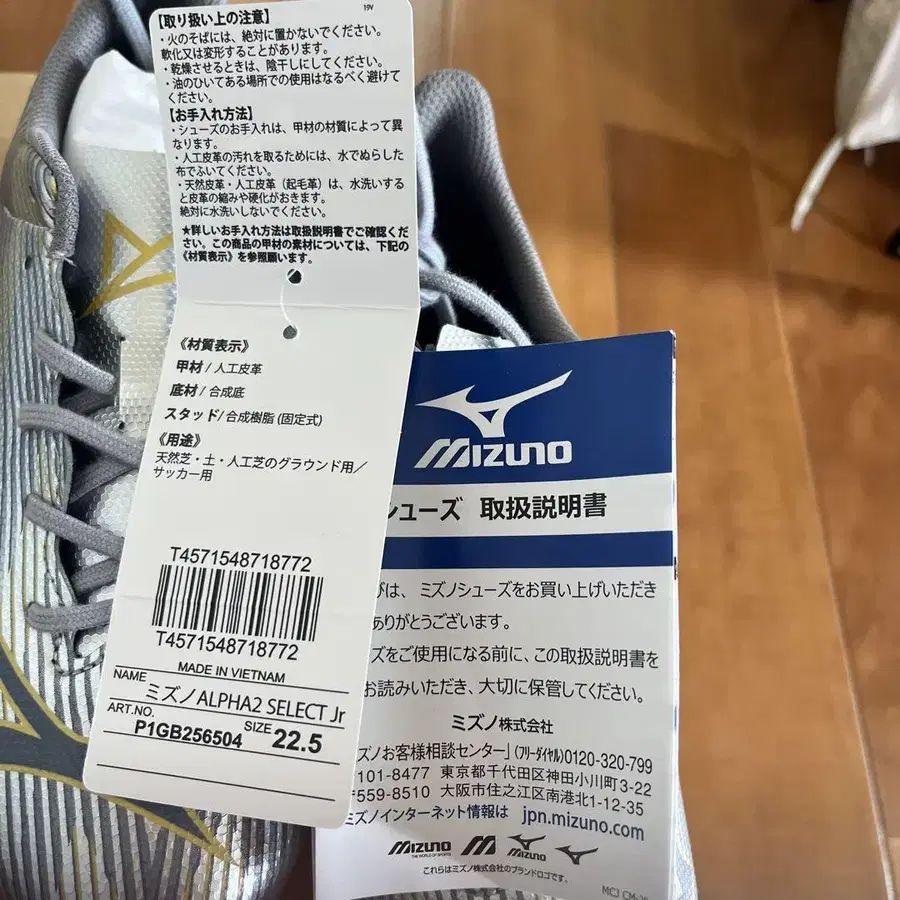 19V
【取り扱い上の注意】
・火のそばには、絶対に置かないでください。
軟化又は変形することがあります。
・乾燥させるときは、陰干しにしてください。
・油のひいてある場所での使用はなるべく避けて
ください。
【お手入れ方法】
・シューズのお手入れは、甲材の材質によって異
なります。
・人工皮革の汚れを取るためには、水でぬらした
布でふいてください。
・天然皮革・人工皮革（起毛革）は、水洗いする
と皮革の縮みや硬化がおきます。
絶対に水洗いしないでください。
★詳しいお手入れ方法は取扱説明書でご確認くだ
さい。この商品の甲材の素材については、下記の
《材質表示》を参照願います。
《材質表示》
甲材/人工皮革
底材/合成底
スタッド/合成樹脂(固定式)
《用途》
天然芝・土・人工芝のグラウンド用/
サッカー用
T4571548718772
T4571548718772
MADE IN VIETNAM
NAME ミズノ ALPHA2 SELECT Jr
ART.NO. P1GB256504 SIZE 22.5
MIZUNO
シューズ 取扱説明書
びは、ミズノシューズをお買い上げいただき
ありがとうございます。
ズをご使用になる前に、この取扱説明書を
お読みいただき、大切に保管してください。
ミズノ株式会社
ズノお客様相談センター」(フリーダイヤル)0120-320-799
101-8477 東京都千代田区神田小川町3-22
559-8510 大阪市住之江区南港北1-12-35
ミズノインターネット情報は jpn.mizuno.com
MIZUNO
THE WORLD OF SPORTS
MIZUNO
これらはミズノ株式会社のブランドロゴです。